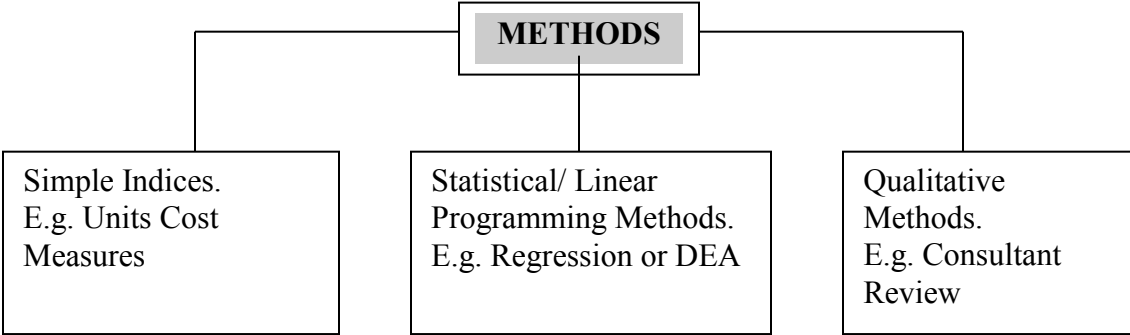 METHODS
Simple Indices.
E.g. Units Cost
Measures
Statistical/ Linear
Programming Methods.
E.g. Regression or DEA
Qualitative
Methods.
E.g. Consultant
Review